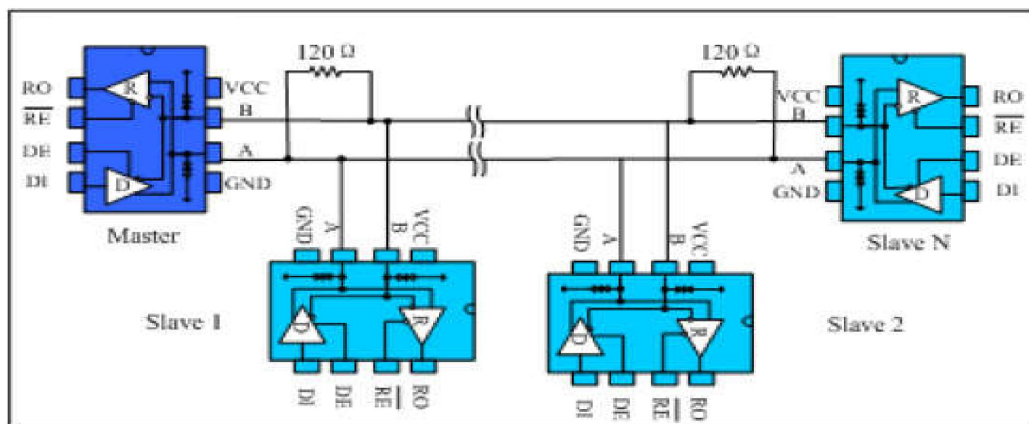 120 Ω
120 Ω
RO
RE
DE
DI
R
D
VCC
B
A
GND
Master
VCC
B
A
GND
R
D
RO
RE
DE
DI
Slave N
GND
A
B
VCC
D
R
DI
DE
RE
RO
Slave 1
GND
A
B
VCC
D
R
DI
DE
RE
RO
Slave 2